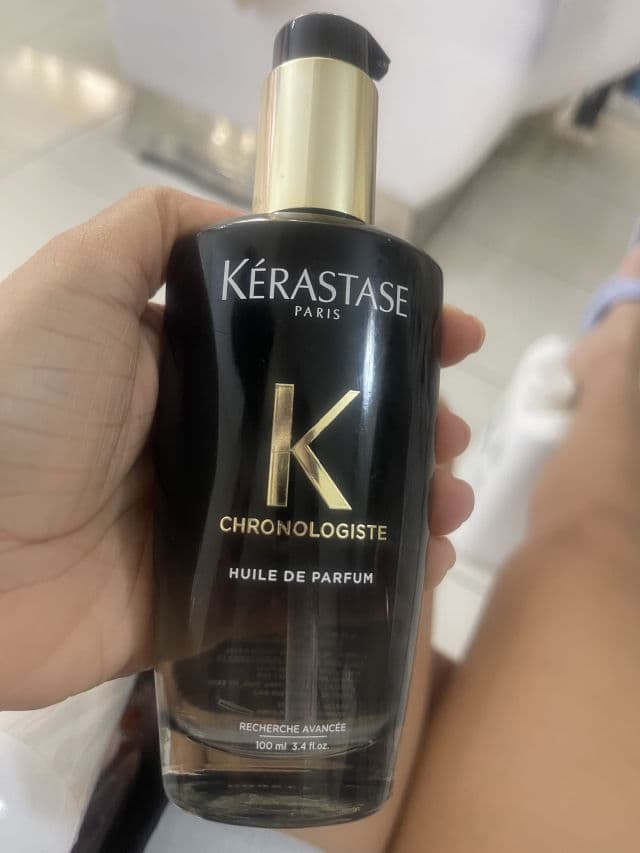 KÉRASTASE
PARIS
K
CHRONOLOGISTE
HUILE DE PARFUM
RECHERCHE AVANCÉE
100 ml 3.4 fl.oz.